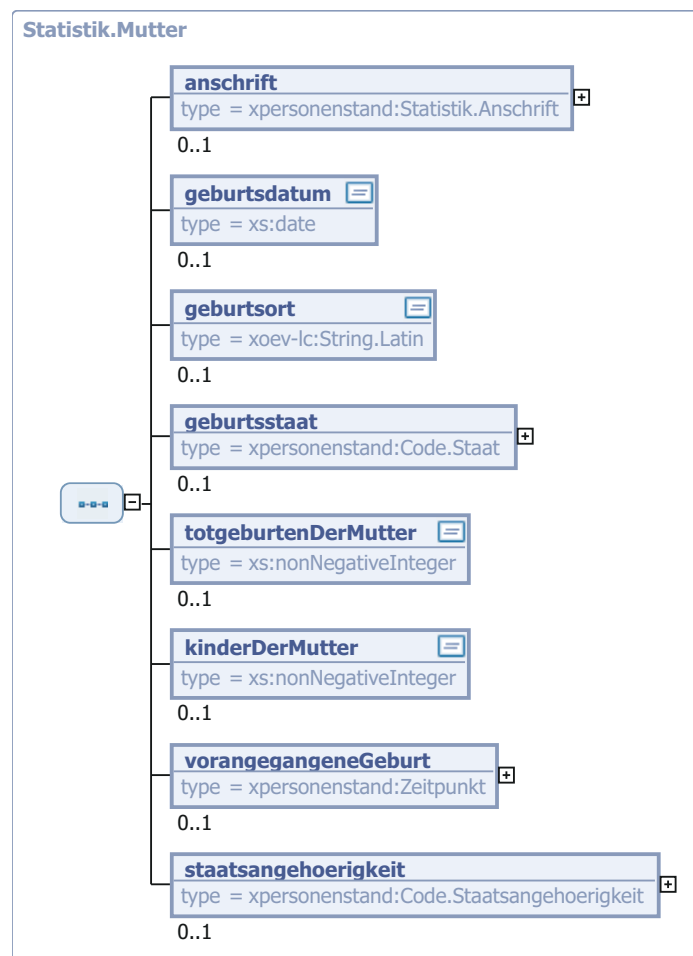 Statistik.Mutter
anschrift
type = xpersonenstand:Statistik.Anschrift
0..1
geburtsdatum
type = xs:date
0..1
geburtsort
type = xoev-lc:String.Latin
0..1
geburtsstaat
type = xpersonenstand:Code.Staat
0..1
totgeburtenDerMutter
type = xs:nonNegativeInteger
0..1
kinderDerMutter
type = xs:nonNegativeInteger
0..1
vorangegangeneGeburt
type = xpersonenstand:Zeitpunkt
0..1
staatsangehoerigkeit
type = xpersonenstand:Code.Staatsangehoerigkeit
0..1